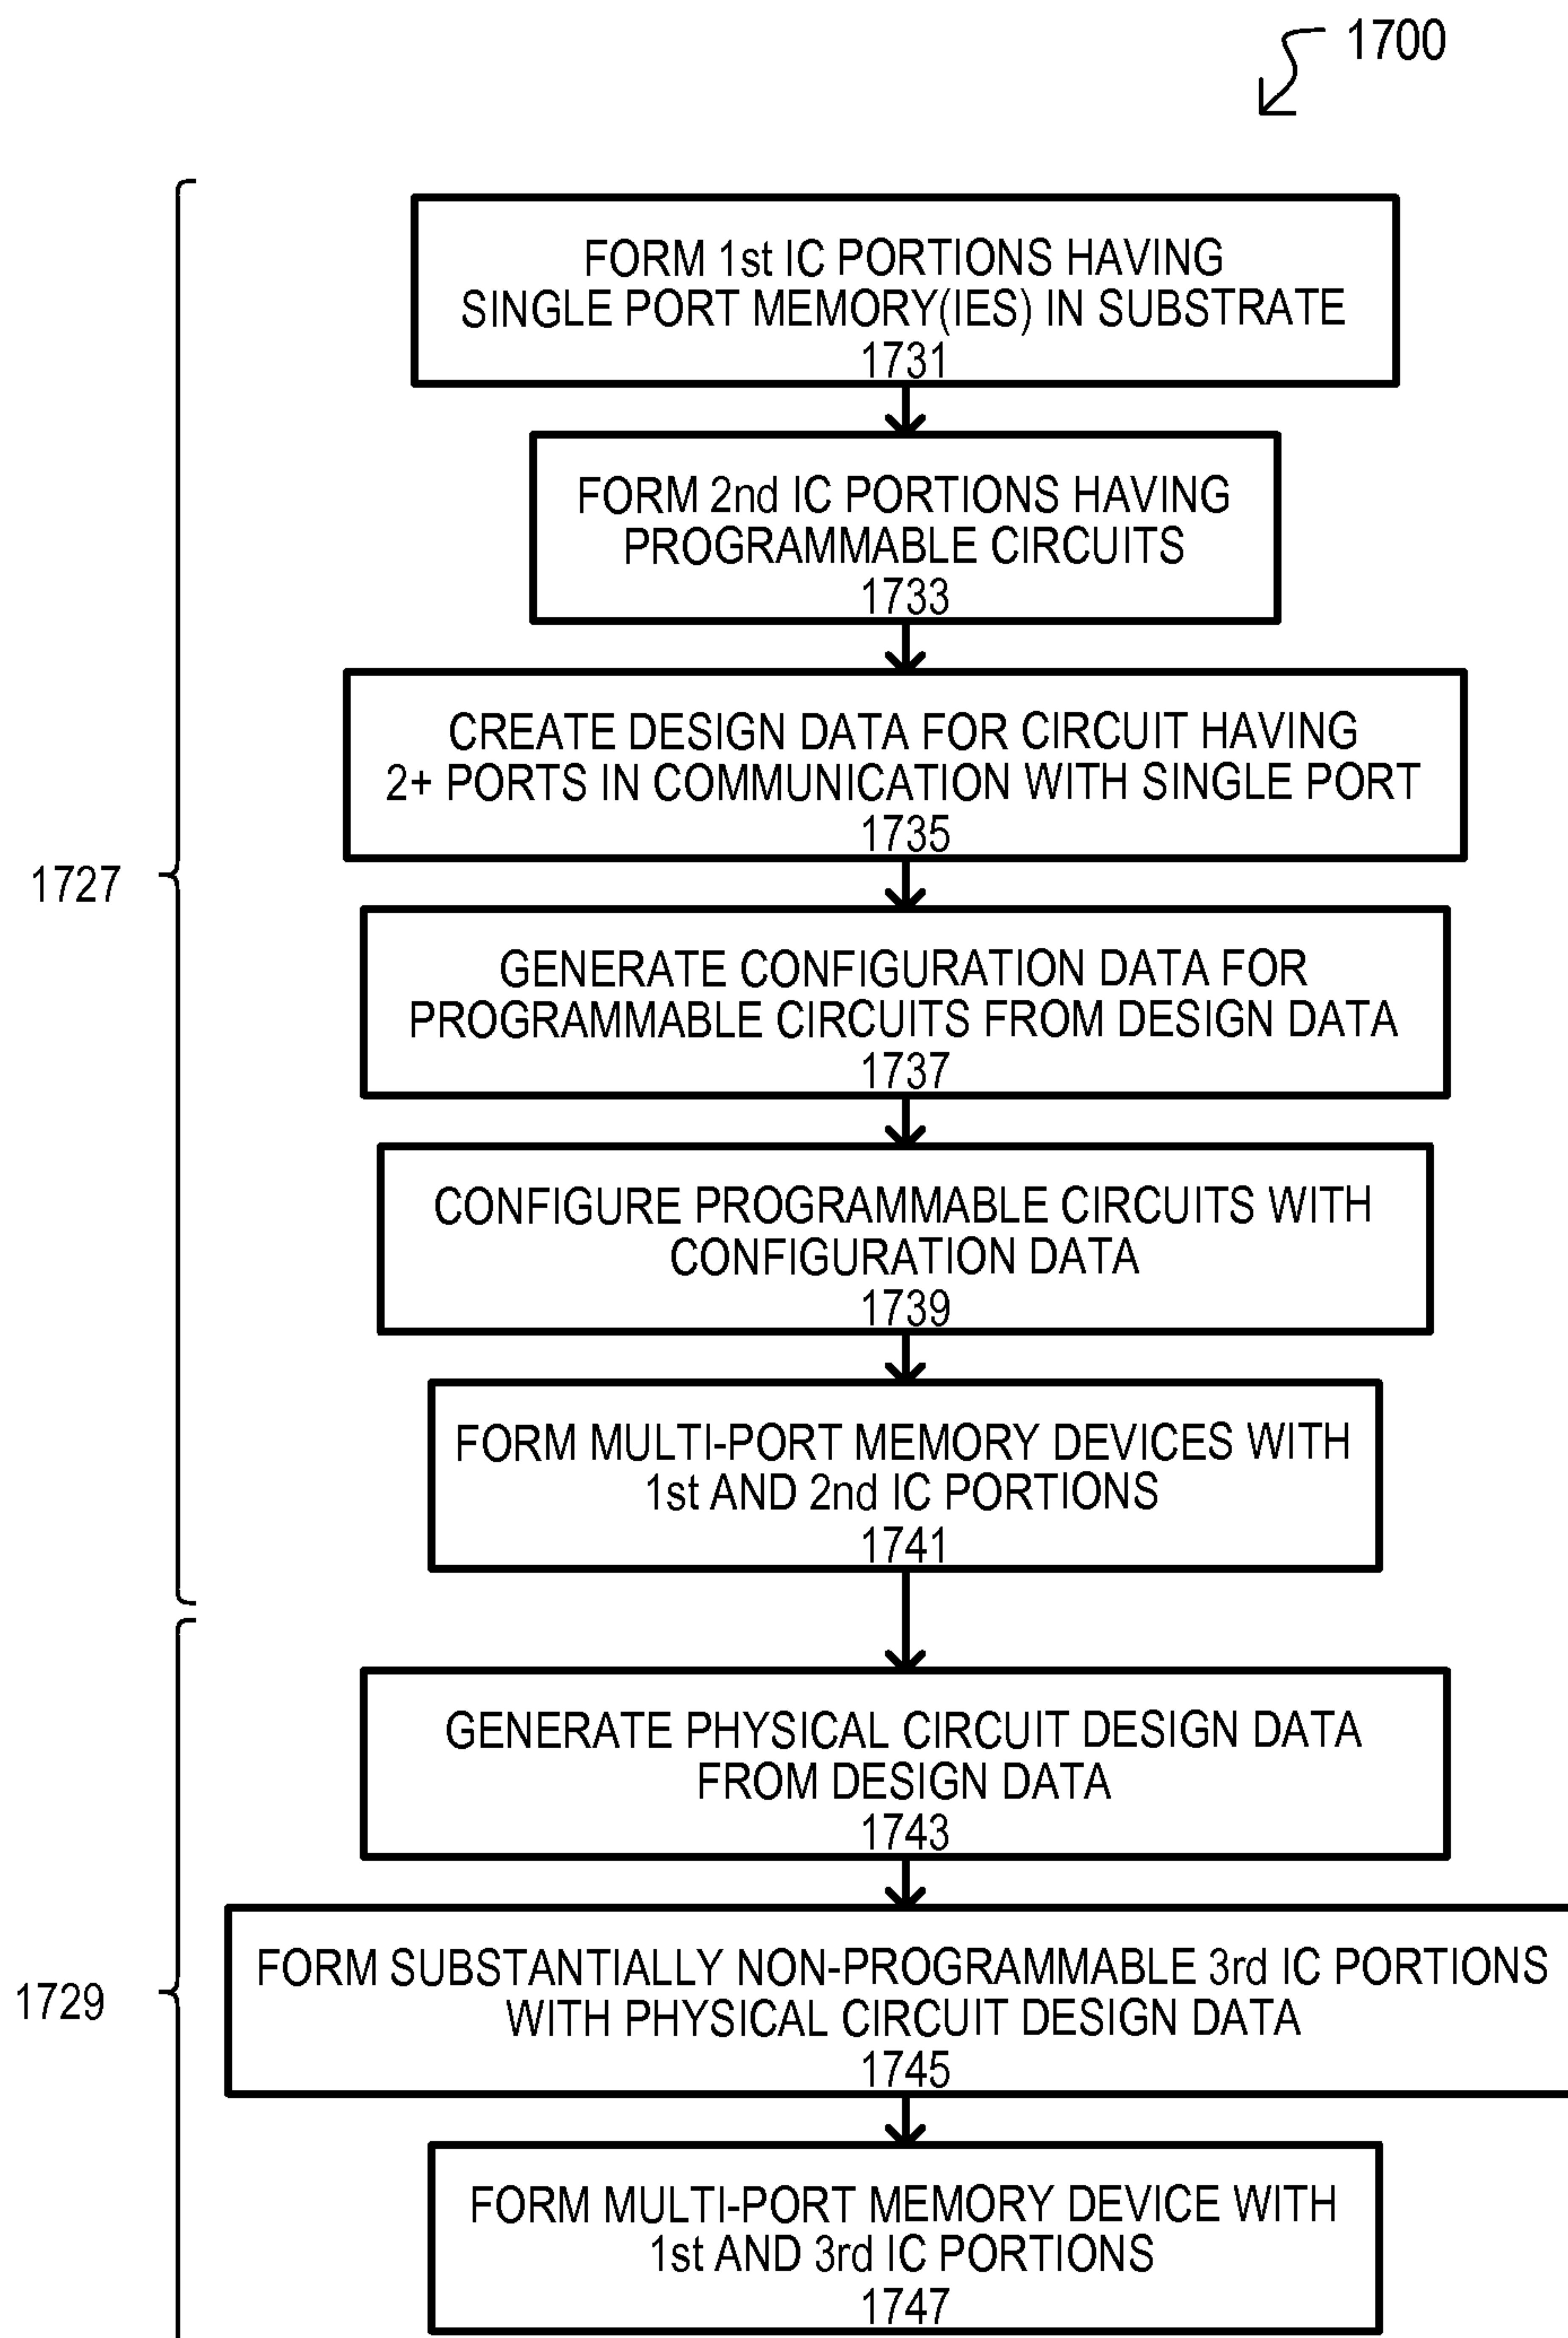 1700
FORM 1st IC PORTIONS HAVING
SINGLE PORT MEMORY(IES) IN SUBSTRATE
1731
FORM 2nd IC PORTIONS HAVING
PROGRAMMABLE CIRCUITS
1733
CREATE DESIGN DATA FOR CIRCUIT HAVING
2+ PORTS IN COMMUNICATION WITH SINGLE PORT
1735
1727
GENERATE CONFIGURATION DATA FOR
PROGRAMMABLE CIRCUITS FROM DESIGN DATA
1737
CONFIGURE PROGRAMMABLE CIRCUITS WITH
CONFIGURATION DATA
1739
FORM MULTI-PORT MEMORY DEVICES WITH
1st AND 2nd IC PORTIONS
1741
GENERATE PHYSICAL CIRCUIT DESIGN DATA
FROM DESIGN DATA
1743
FORM SUBSTANTIALLY NON-PROGRAMMABLE 3rd IC PORTIONS
WITH PHYSICAL CIRCUIT DESIGN DATA
1745
1729
FORM MULTI-PORT MEMORY DEVICE WITH
1st AND 3rd IC PORTIONS
1747